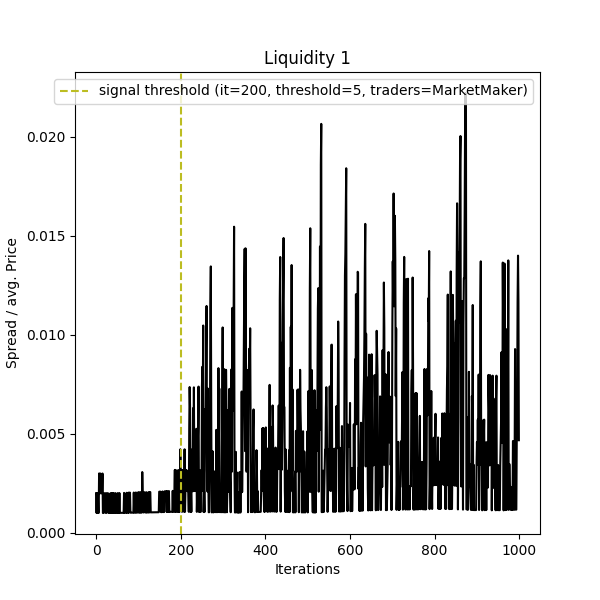 Liquidity 1
signal threshold (it=200, threshold=5, traders=MarketMaker)
Spread / avg. Price
0.020
0.015
0.010
0.005
0.000
0 200 400 600 800 1000
Iterations